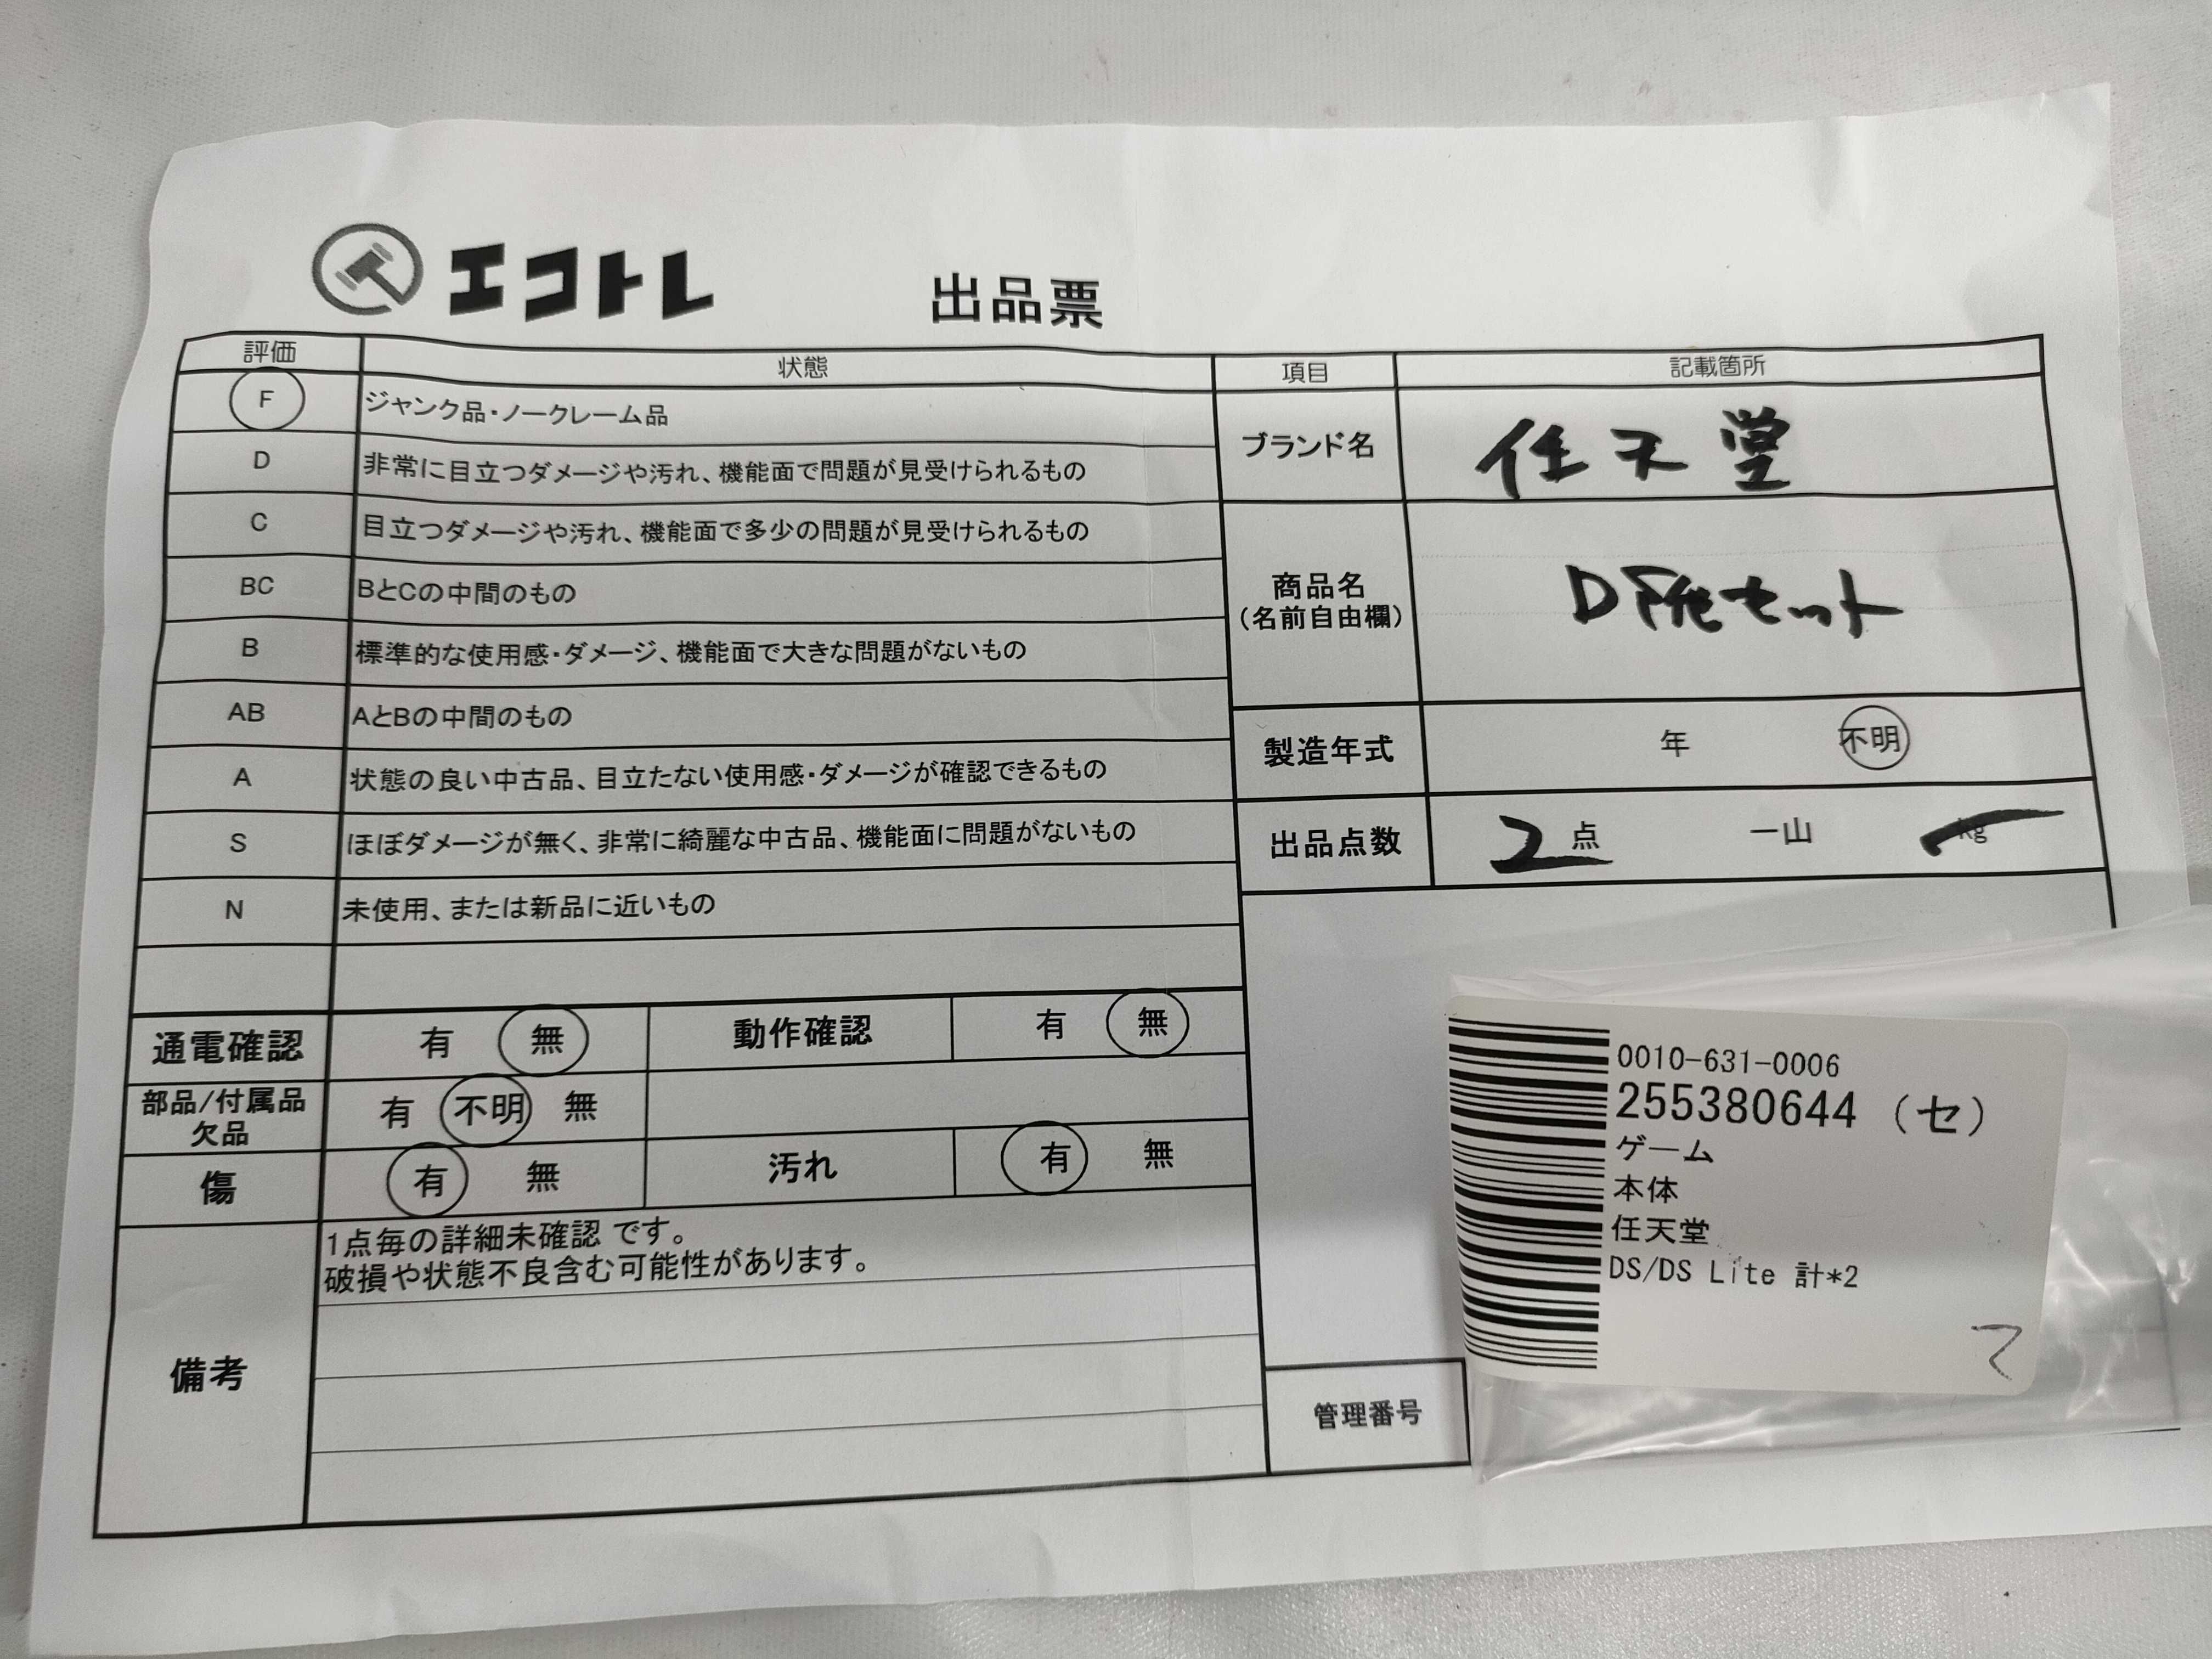 エコトレ 出品票
評価 状態
F ジャンク品・ノークレーム品
D 非常に目立つダメージや汚れ、機能面で問題が見受けられるもの
C 目立つダメージや汚れ、機能面で多少の問題が見受けられるもの
BC BとCの中間のもの
B 標準的な使用感・ダメージ、機能面で大きな問題がないもの
AB AとBの中間のもの
A 状態の良い中古品、目立たない使用感・ダメージが確認できるもの
S ほぼダメージが無く、非常に綺麗な中古品、機能面に問題がないもの
N 未使用、または新品に近いもの
通電確認 有 無 動作確認 有 無
部品/付属品
欠品 有 不明 無
傷 有 無 汚れ 有 無
備考
1点毎の詳細未確認 です。
破損や状態不良含む可能性があります。
項目 記載箇所
ブランド名 任天堂
商品名
(名前自由欄)
セット
製造年式 年 不明
出品点数 2点 一山 kg
管理番号
0010-631-0006
255380644 (セ)
ゲーム
本体
任天堂
DS/DS Lite 計*2